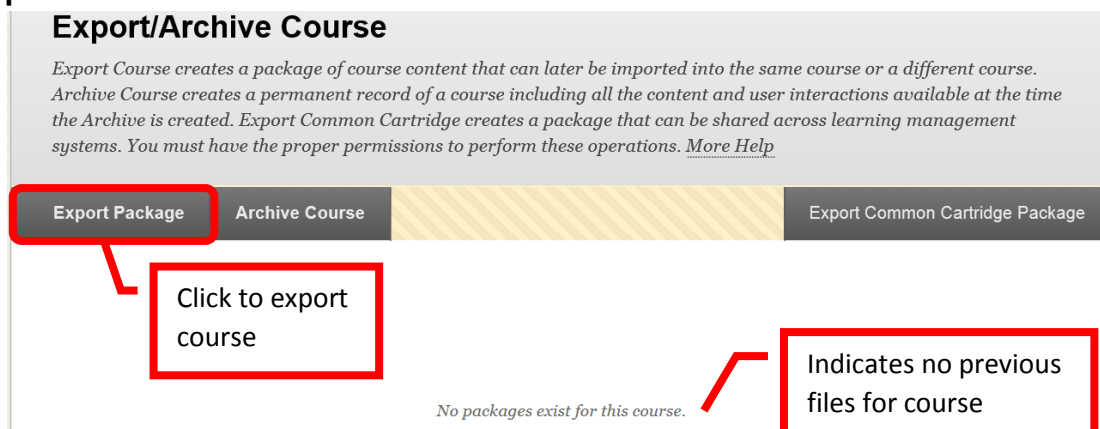 Export/Archive Course
Export Course creates a package of course content that can later be imported into the same course or a different course.
Archive Course creates a permanent record of a course including all the content and user interactions available at the time
the Archive is created. Export Common Cartridge creates a package that can be shared across learning management
systems. You must have the proper permissions to perform these operations. More Help
Export Package Archive Course Export Common Cartridge Package
Click to export
course
Indicates no previous
files for course
No packages exist for this course.